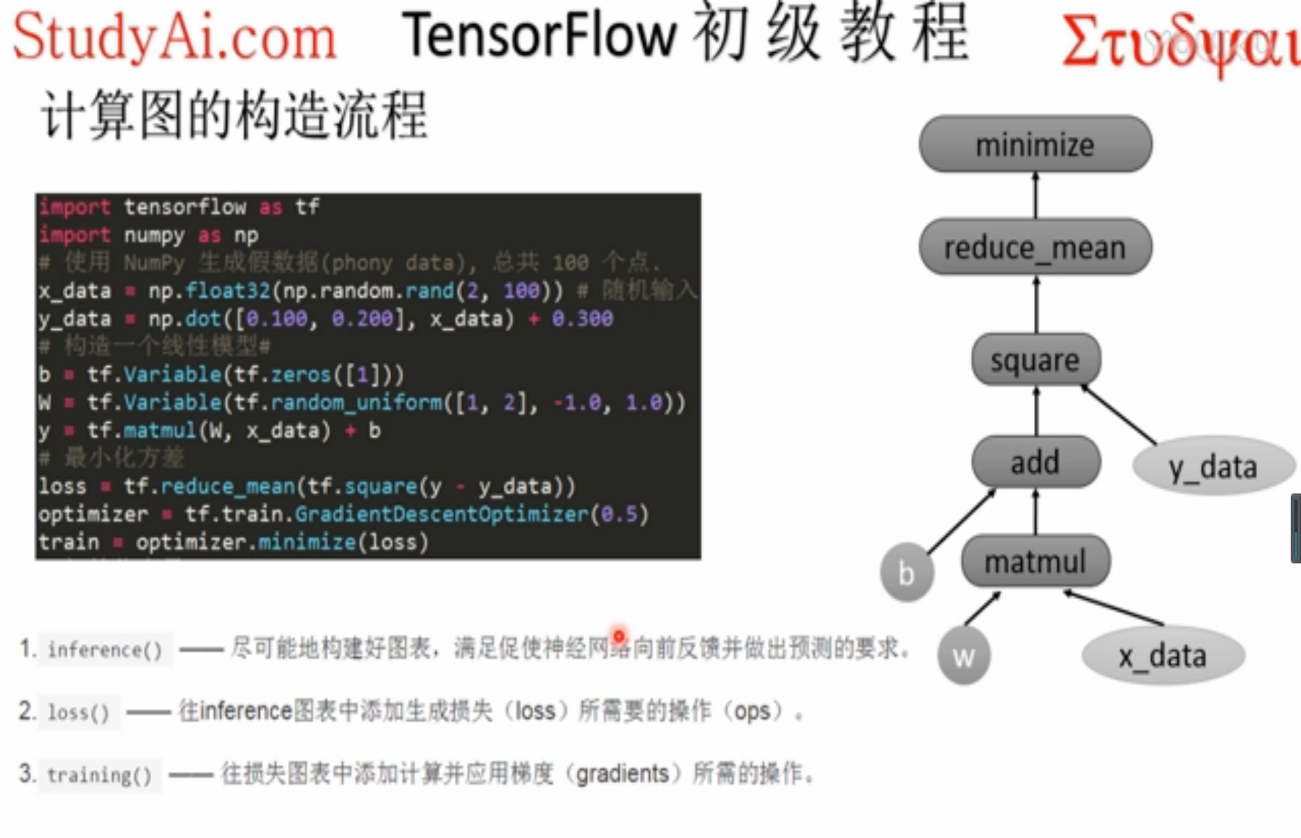 StudyAi.com
TensorFlow 初 级 教 程
Στυδψαι
计算图的构造流程
import tensorflow as tf
import numpy as np
# 使用 NumPy 生成假数据(phony data), 总共 100 个点.
x_data = np.float32(np.random.rand(2, 100)) # 随机输入
y_data = np.dot([0.100, 0.200], x_data) + 0.300
# 构造一个线性模型#
b = tf.Variable(tf.zeros([1]))
W = tf.Variable(tf.random_uniform([1, 2], -1.0, 1.0))
y = tf.matmul(W, x_data) + b
# 最小化方差
loss = tf.reduce_mean(tf.square(y - y_data))
optimizer = tf.train.GradientDescentOptimizer(0.5)
train = optimizer.minimize(loss)
minimize
reduce_mean
square
add
y_data
b
matmul
w
x_data
1. inference() —— 尽可能地构建好图表，满足促使神经网络向前反馈并做出预测的要求。
2. loss() —— 往inference图表中添加生成损失（loss）所需要的操作（ops）。
3. training() —— 往损失图表中添加计算并应用梯度（gradients）所需的操作。